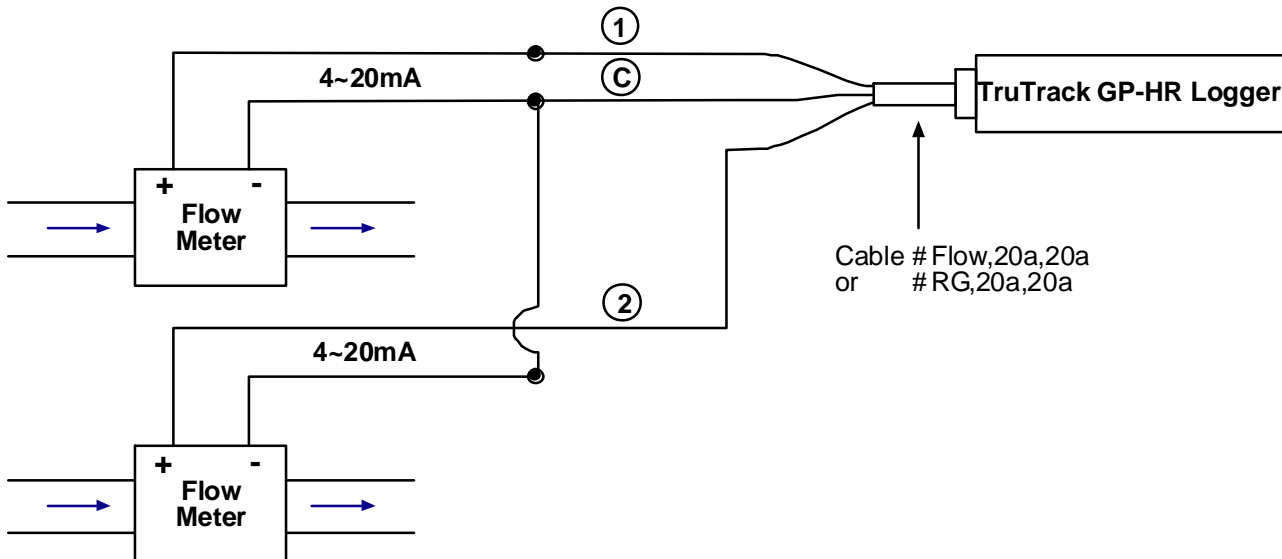 1
4~20mA
C
TruTrack GP-HR Logger
+ -
Flow
Meter
Cable # Flow,20a,20a
or # RG,20a,20a
2
4~20mA
+ -
Flow
Meter